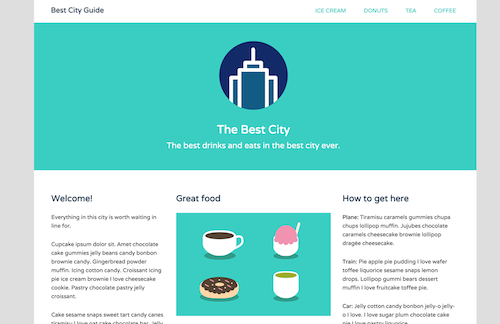 Best City Guide
ICE CREAM DONUTS TEA COFFEE
The Best City
The best drinks and eats in the best city ever.
Welcome!
Everything in this city is worth waiting in
line for.
Cupcake ipsum dolor sit. Amet chocolate
cake gummies jelly beans candy bonbon
brownie candy. Gingerbread powder
muffin. Icing cotton candy. Croissant icing
pie ice cream brownie I love cheesecake
cookie. Pastry chocolate pastry jelly
croissant.
Cake sesame snaps sweet tart candy canes
tiramisu I love oat cake chocolate bar. Jelly
Great food
How to get here
Plane: Tiramisu caramels gummies chupa
chups lollipop muffin. Jujubes chocolate
caramels cheesecake brownie lollipop
dragée cheesecake.
Train: Pie apple pie pudding I love wafer
toffee liquorice sesame snaps lemon
drops. Lollipop gummi bears dessert
muffin I love fruitcake toffee pie.
Car: Jelly cotton candy bonbon jelly-o jelly-
o I love. I love sugar plum chocolate cake
pie I love pastry liquorice.